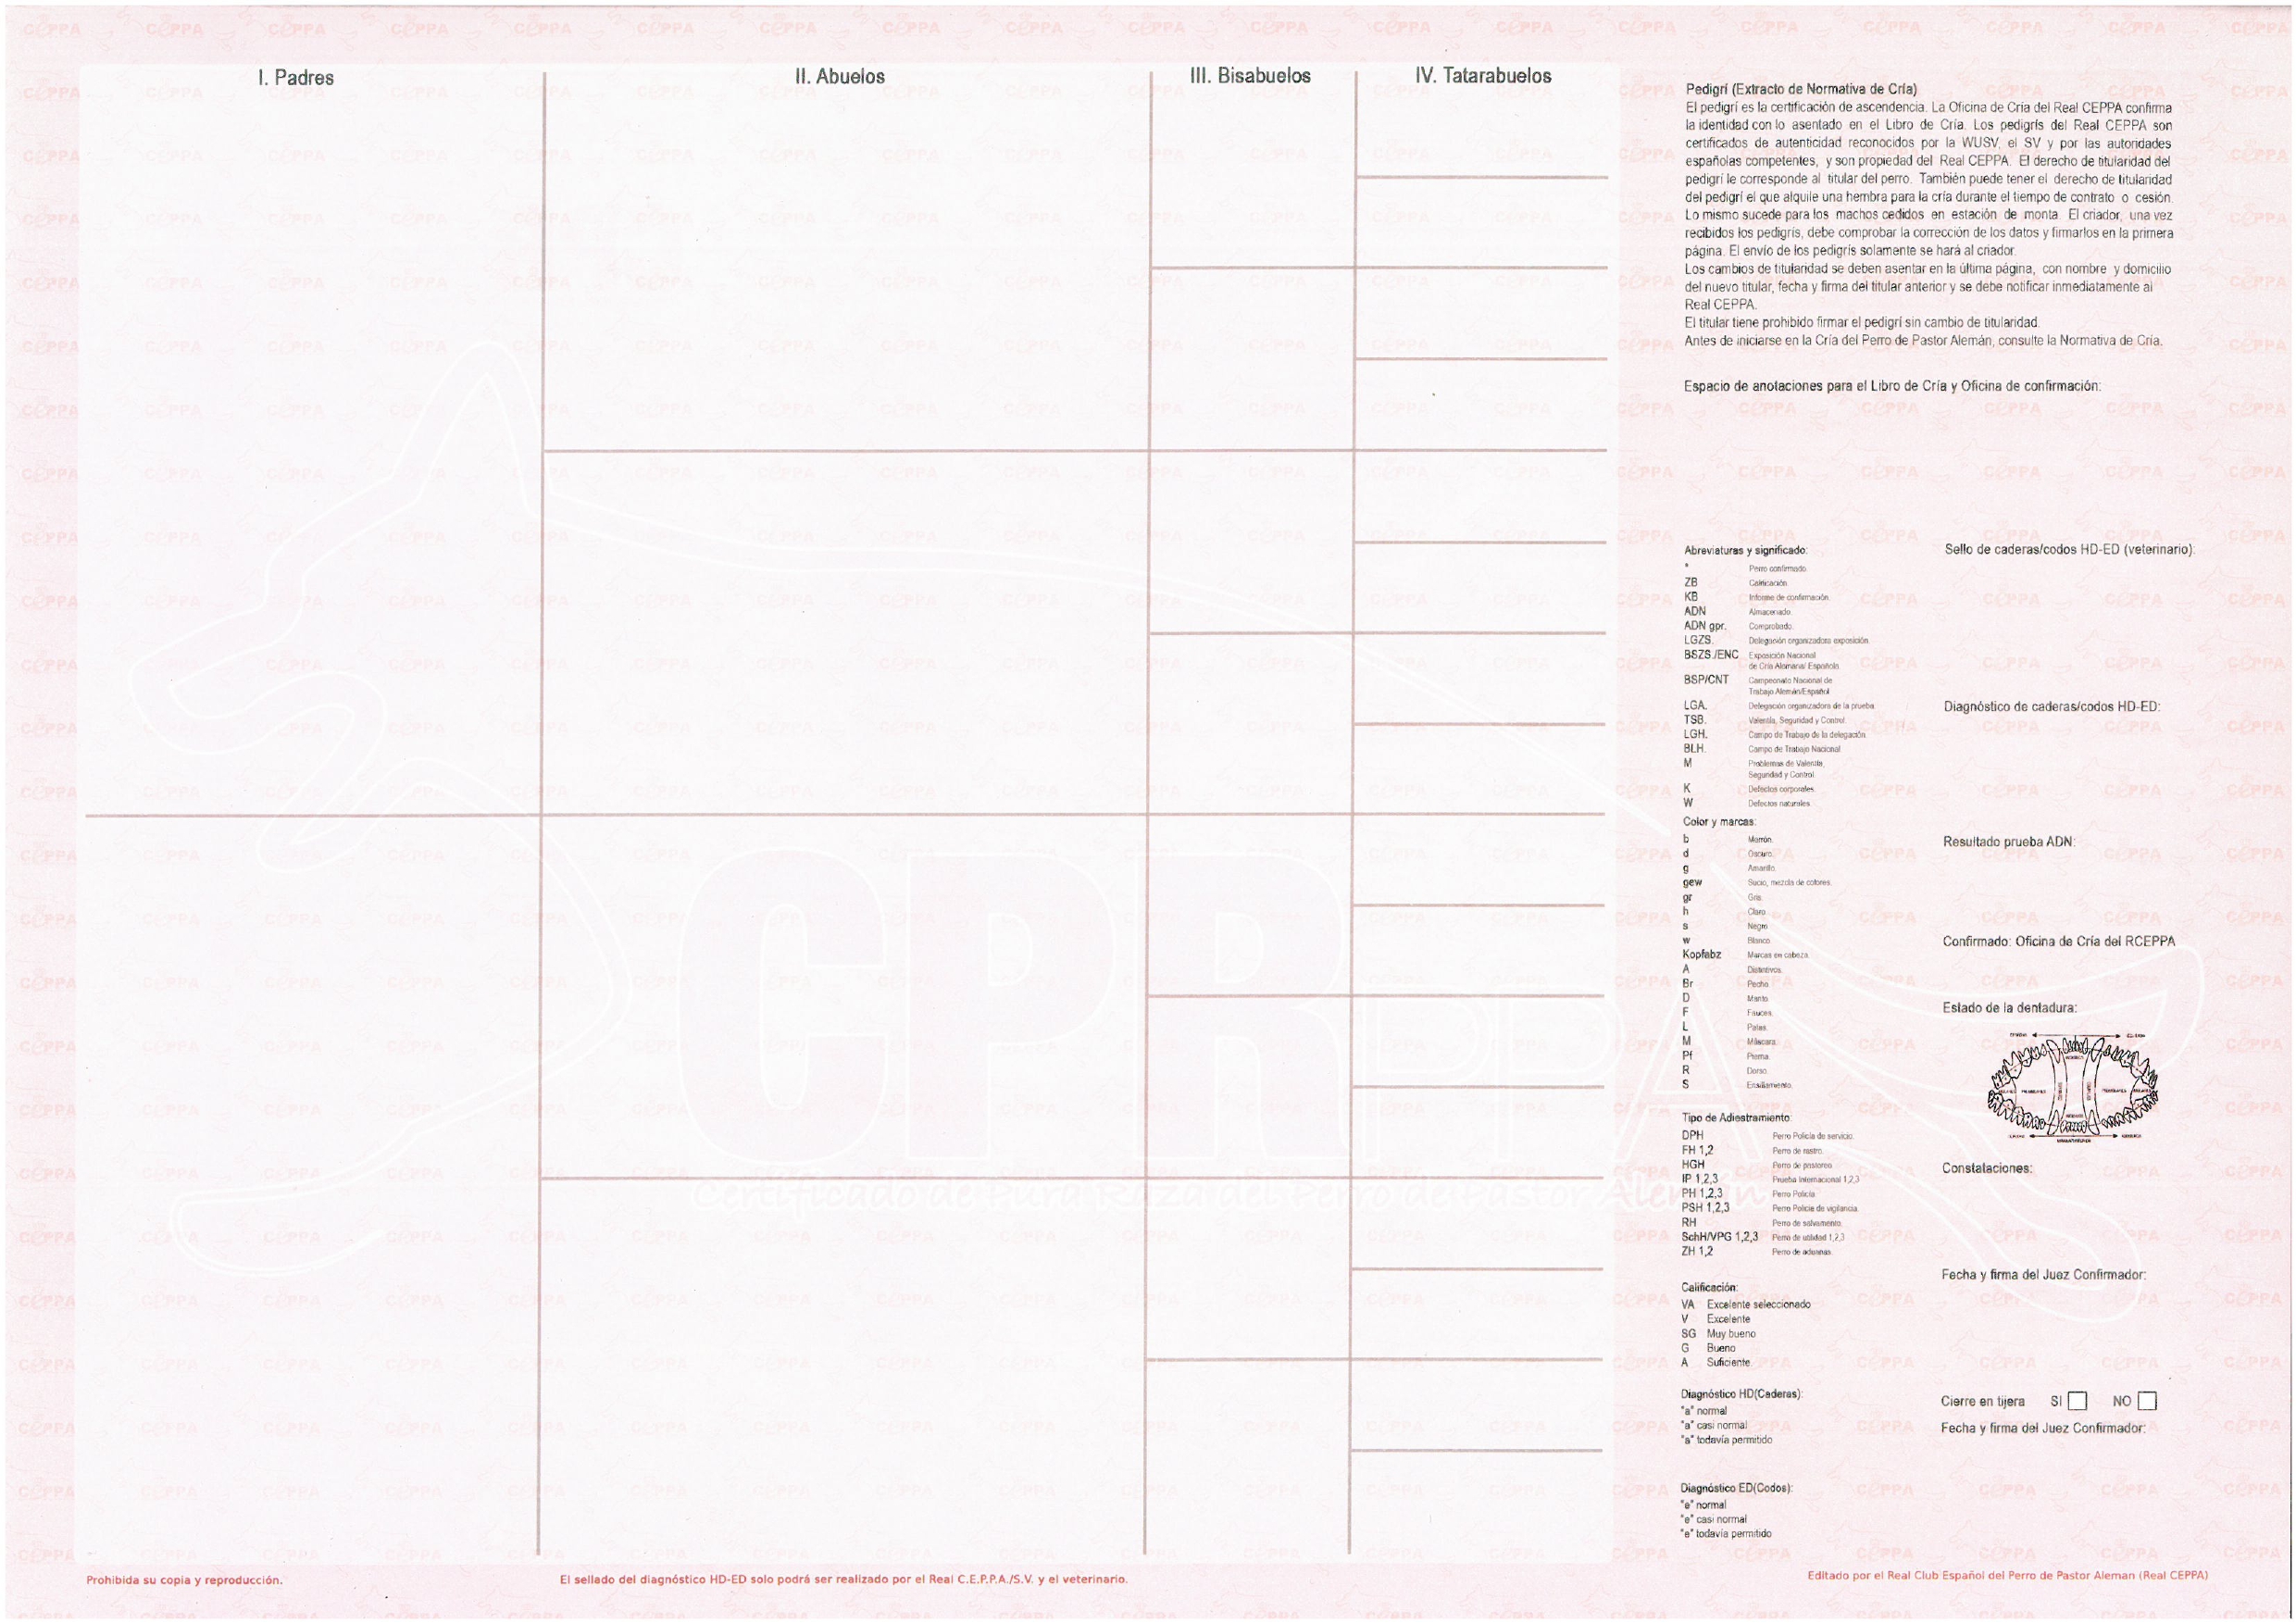 I. Padres
II. Abuelos
III. Bisabuelos
IV. Tatarabuelos
Pedigrí (Extracto de Normativa de Cría)
El pedigrí es la certificación de ascendencia. La Oficina de Cría del Real CEPPA confirma
la identidad con lo asentado en el Libro de Cría. Los pedigrís del Real CEPPA son
certificados de autenticidad reconocidos por la WUSV, el SV y por las autoridades
españolas competentes, y son propiedad del Real CEPPA. El derecho de titularidad del
pedigrí le corresponde al titular del perro. También puede tener el derecho de titularidad
del pedigrí el que alquile una hembra para la cría durante el tiempo de contrato o cesión.
Lo mismo sucede para los machos cedidos en estación de monta. El criador, una vez
recibidos los pedigrís, debe comprobar la corrección de los datos y firmarlos en la primera
página. El envío de los pedigrís solamente se hará al criador.
Los cambios de titularidad se deben asentar en la última página, con nombre y domicilio
del nuevo titular, fecha y firma del titular anterior y se debe notificar inmediatamente al
Real CEPPA.
El titular tiene prohibido firmar el pedigrí sin cambio de titularidad.
Antes de iniciarse en la Cría del Perro de Pastor Alemán, consulte la Normativa de Cría.
Espacio de anotaciones para el Libro de Cría y Oficina de confirmación:
Abreviaturas y significado:
* Perro confirmado.
ZB Calificación.
KB Informe de confirmación.
ADN Almacenado.
ADN gpr. Comprobado.
LGZS. Delegación organizadora exposición.
BSZS./ENC Exposición Nacional
de Cría Alemana/ Española.
BSP/CNT Campeonato Nacional de
Trabajo Alemán/Español
LGA. Delegación organizadora de la prueba
TSB. Valentía, Seguridad y Control.
LGH. Campo de Trabajo de la delegación
BLH. Campo de Trabajo Nacional
M Problemas de Valentía,
Seguridad y Control.
K Defectos corporales.
W Defectos naturales
Color y marcas:
b Marrón.
d Oscuro.
g Amarillo.
gew Sucio, mezcla de colores.
gr Gris.
h Claro
s Negro
w Blanco.
Kopfabz Marcas en cabeza.
A Distintivos.
Br Pecho
D Manto.
F Fauces.
L Patas.
M Máscara.
Pf Pierna.
R Dorso.
S Ensillamiento.
Tipo de Adiestramiento:
DPH Perro Policía de servicio.
FH 1,2 Perro de rastro.
HGH Perro de pastoreo.
IP 1,2,3 Prueba Internacional 1,2,3
PH 1,2,3 Perro Policía
PSH 1,2,3 Perro Policía de vigilancia.
RH Perro de salvamento.
SchH/VPG 1,2,3 Perro de utilidad 1,2,3
ZH 1,2 Perro de aduanas.
Calificación:
VA Excelente seleccionado
V Excelente
SG Muy bueno
G Bueno
A Suficiente.
Diagnóstico HD(Caderas):
"a" normal
"a" casi normal
"a" todavía permitido
Diagnóstico ED(Codos):
"e" normal
"e" casi normal
"e" todavía permitido
Sello de caderas/codos HD-ED (veterinario):
Diagnóstico de caderas/codos HD-ED:
Resultado prueba ADN:
Confirmado: Oficina de Cría del RCEPPA
Estado de la dentadura:
Constataciones:
Fecha y firma del Juez Confirmador:
Cierre en tijera SI NO
Fecha y firma del Juez Confirmador:
CPRPPA
Certificado de Pura Raza del Perro de Pastor Alemán
Prohibida su copia y reproducción.
El sellado del diagnóstico HD-ED solo podrá ser realizado por el Real C.E.P.P.A./S.V. y el veterinario.
Editado por el Real Club Español del Perro de Pastor Aleman (Real CEPPA)